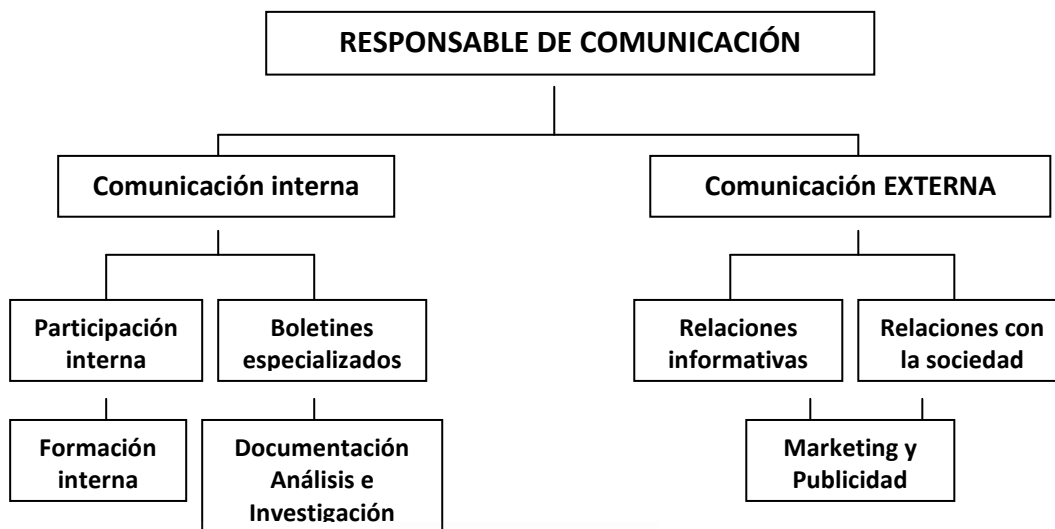 RESPONSABLE DE COMUNICACIÓN
Comunicación interna
Comunicación EXTERNA
Participación
interna
Boletines
especializados
Relaciones
informativas
Relaciones con
la sociedad
Formación
interna
Documentación
Análisis e
Investigación
Marketing y
Publicidad